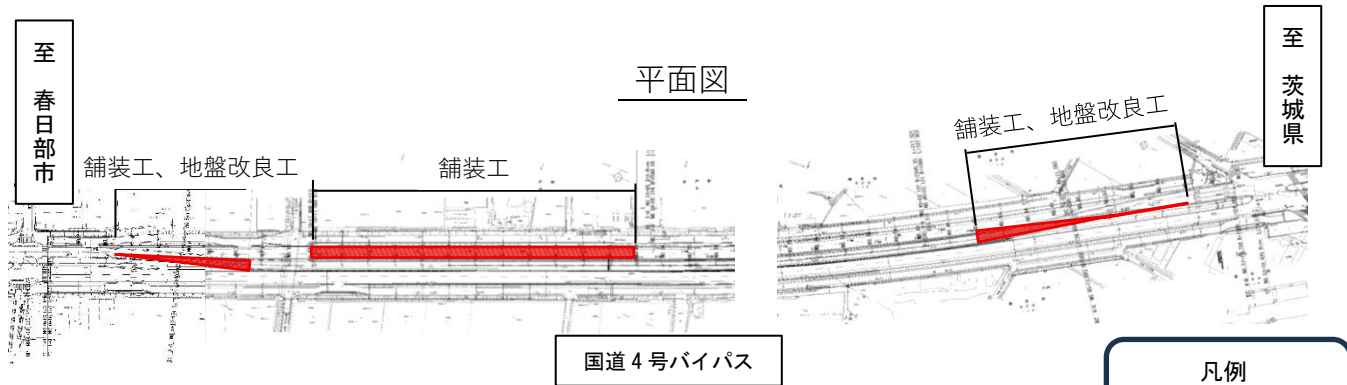 至 春日部市
平面図
至 茨城県
舗装工、地盤改良工
舗装工
舗装工、地盤改良工
国道４号バイパス
凡例